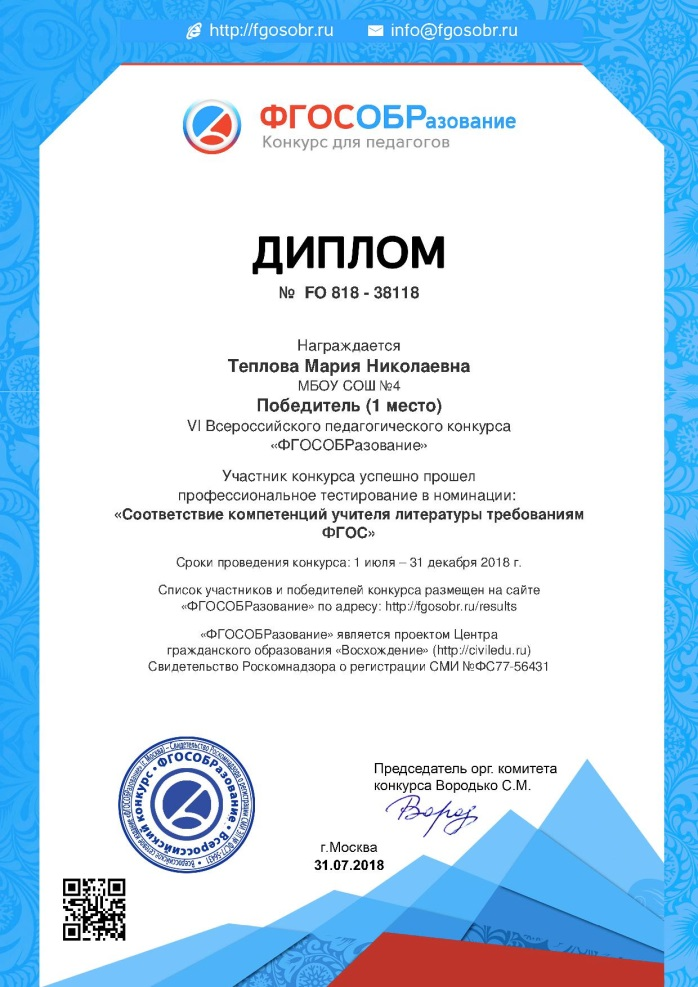 http://fgosobr.ru info@fgosobr.ru
ФГОСОБРазование
Конкурс для педагогов
ДИПЛОМ
№ FO 818 - 38118
Награждается
Теплова Мария Николаевна
МБОУ СОШ №4
Победитель (1 место)
VI Всероссийского педагогического конкурса
«ФГОСОБРазование»
Участник конкурса успешно прошел
профессиональное тестирование в номинации:
«Соответствие компетенций учителя литературы требованиям
ФГОС»
Сроки проведения конкурса: 1 июля – 31 декабря 2018 г.
Список участников и победителей конкурса размещен на сайте
«ФГОСОБРазование» по адресу: http://fgosobr.ru/results
«ФГОСОБРазование» является проектом Центра
гражданского образования «Восхождение» (http://civiledu.ru)
Свидетельство Роскомнадзора о регистрации СМИ №ФС77-56431
Председатель орг. комитета
конкурса Вородько С.М.
г.Москва
31.07.2018
ФГОСОБРазование • Всероссийский конкурс •